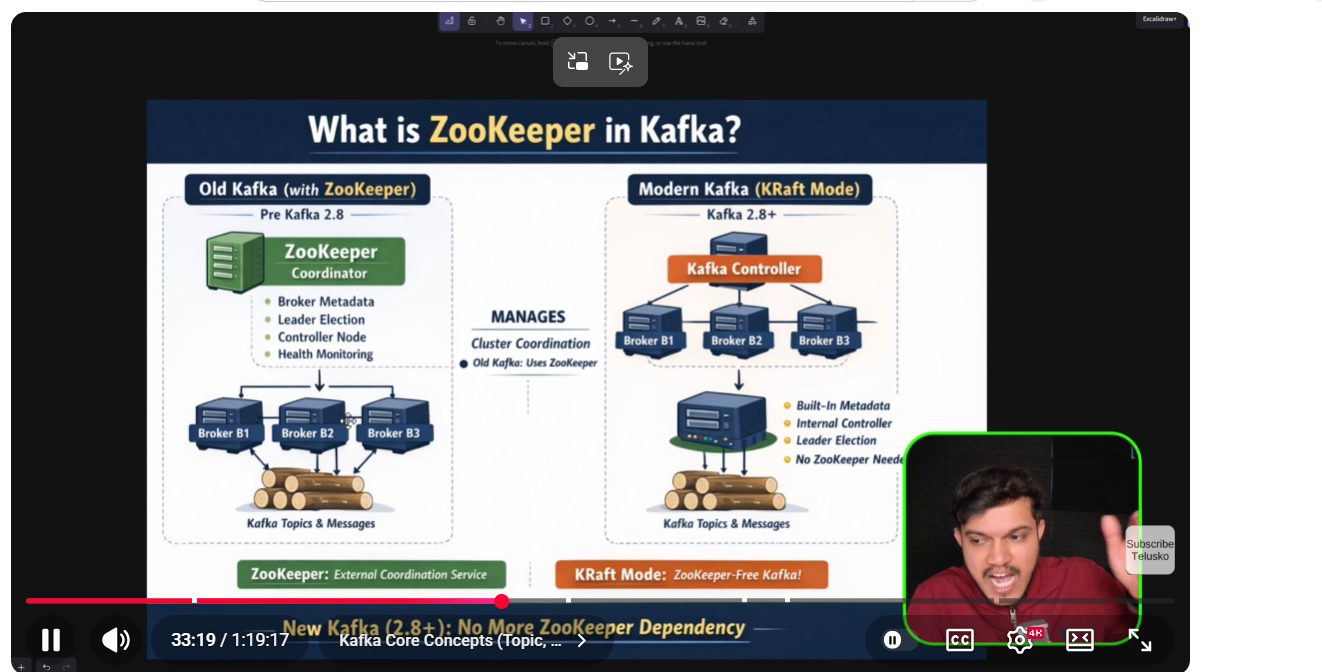 Excalidraw+
What is ZooKeeper in Kafka?
Old Kafka (with ZooKeeper)
Pre Kafka 2.8
ZooKeeper
Coordinator
Broker Metadata
Leader Election
Controller Node
Health Monitoring
Broker B1
Broker B2
Broker B3
Kafka Topics & Messages
MANAGES
Cluster Coordination
Old Kafka: Uses ZooKeeper
Modern Kafka (KRaft Mode)
Kafka 2.8+
Kafka Controller
Broker B1
Broker B2
Broker B3
Built-In Metadata
Internal Controller
Leader Election
No ZooKeeper Neede
Kafka Topics & Messages
Subscribe
Telusko
ZooKeeper: External Coordination Service
KRaft Mode: ZooKeeper-Free Kafka!
New Kafka (2.8+): No More ZooKeeper Dependency
33:19 / 1:19:17
Kafka Core Concepts (Topic, ...
CC
4K